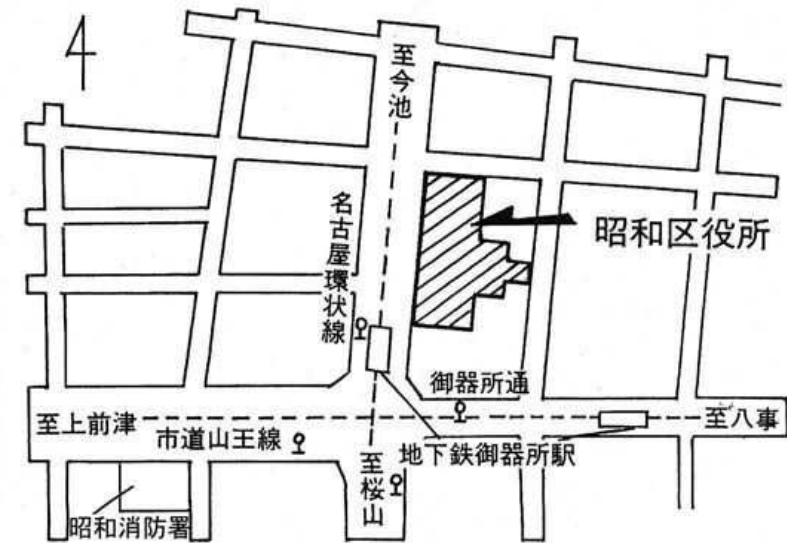 至今池
名古屋環状線
昭和区役所
御器所通
至上前津
市道山王線
地下鉄御器所駅
至八事
至桜山
昭和消防署